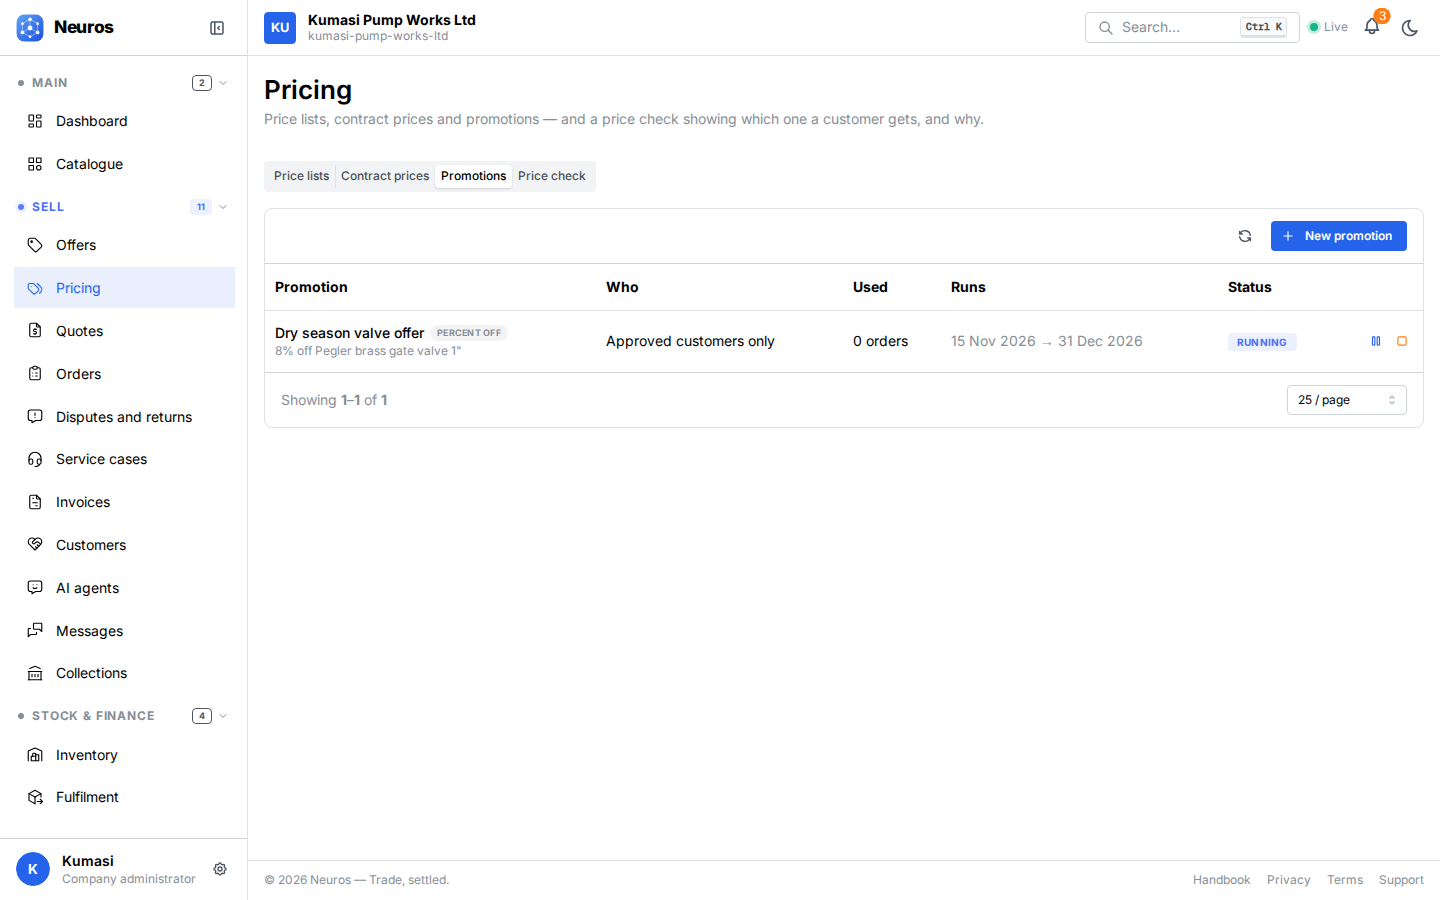 Neuros
KU
Kumasi Pump Works Ltd
kumasi-pump-works-ltd
Search...
Ctrl K
Live
3
MAIN
2
Dashboard
Catalogue
SELL
11
Offers
Pricing
Quotes
Orders
Disputes and returns
Service cases
Invoices
Customers
AI agents
Messages
Collections
STOCK & FINANCE
4
Inventory
Fulfilment
K
Kumasi
Company administrator
Pricing
Price lists, contract prices and promotions — and a price check showing which one a customer gets, and why.
Price lists
Contract prices
Promotions
Price check
New promotion
Promotion Who Used Runs Status
Dry season valve offer PERCENT OFF
8% off Pegler brass gate valve 1"
Approved customers only
0 orders
15 Nov 2026 → 31 Dec 2026
RUNNING
Showing 1–1 of 1
25 / page
© 2026 Neuros — Trade, settled.
Handbook Privacy Terms Support